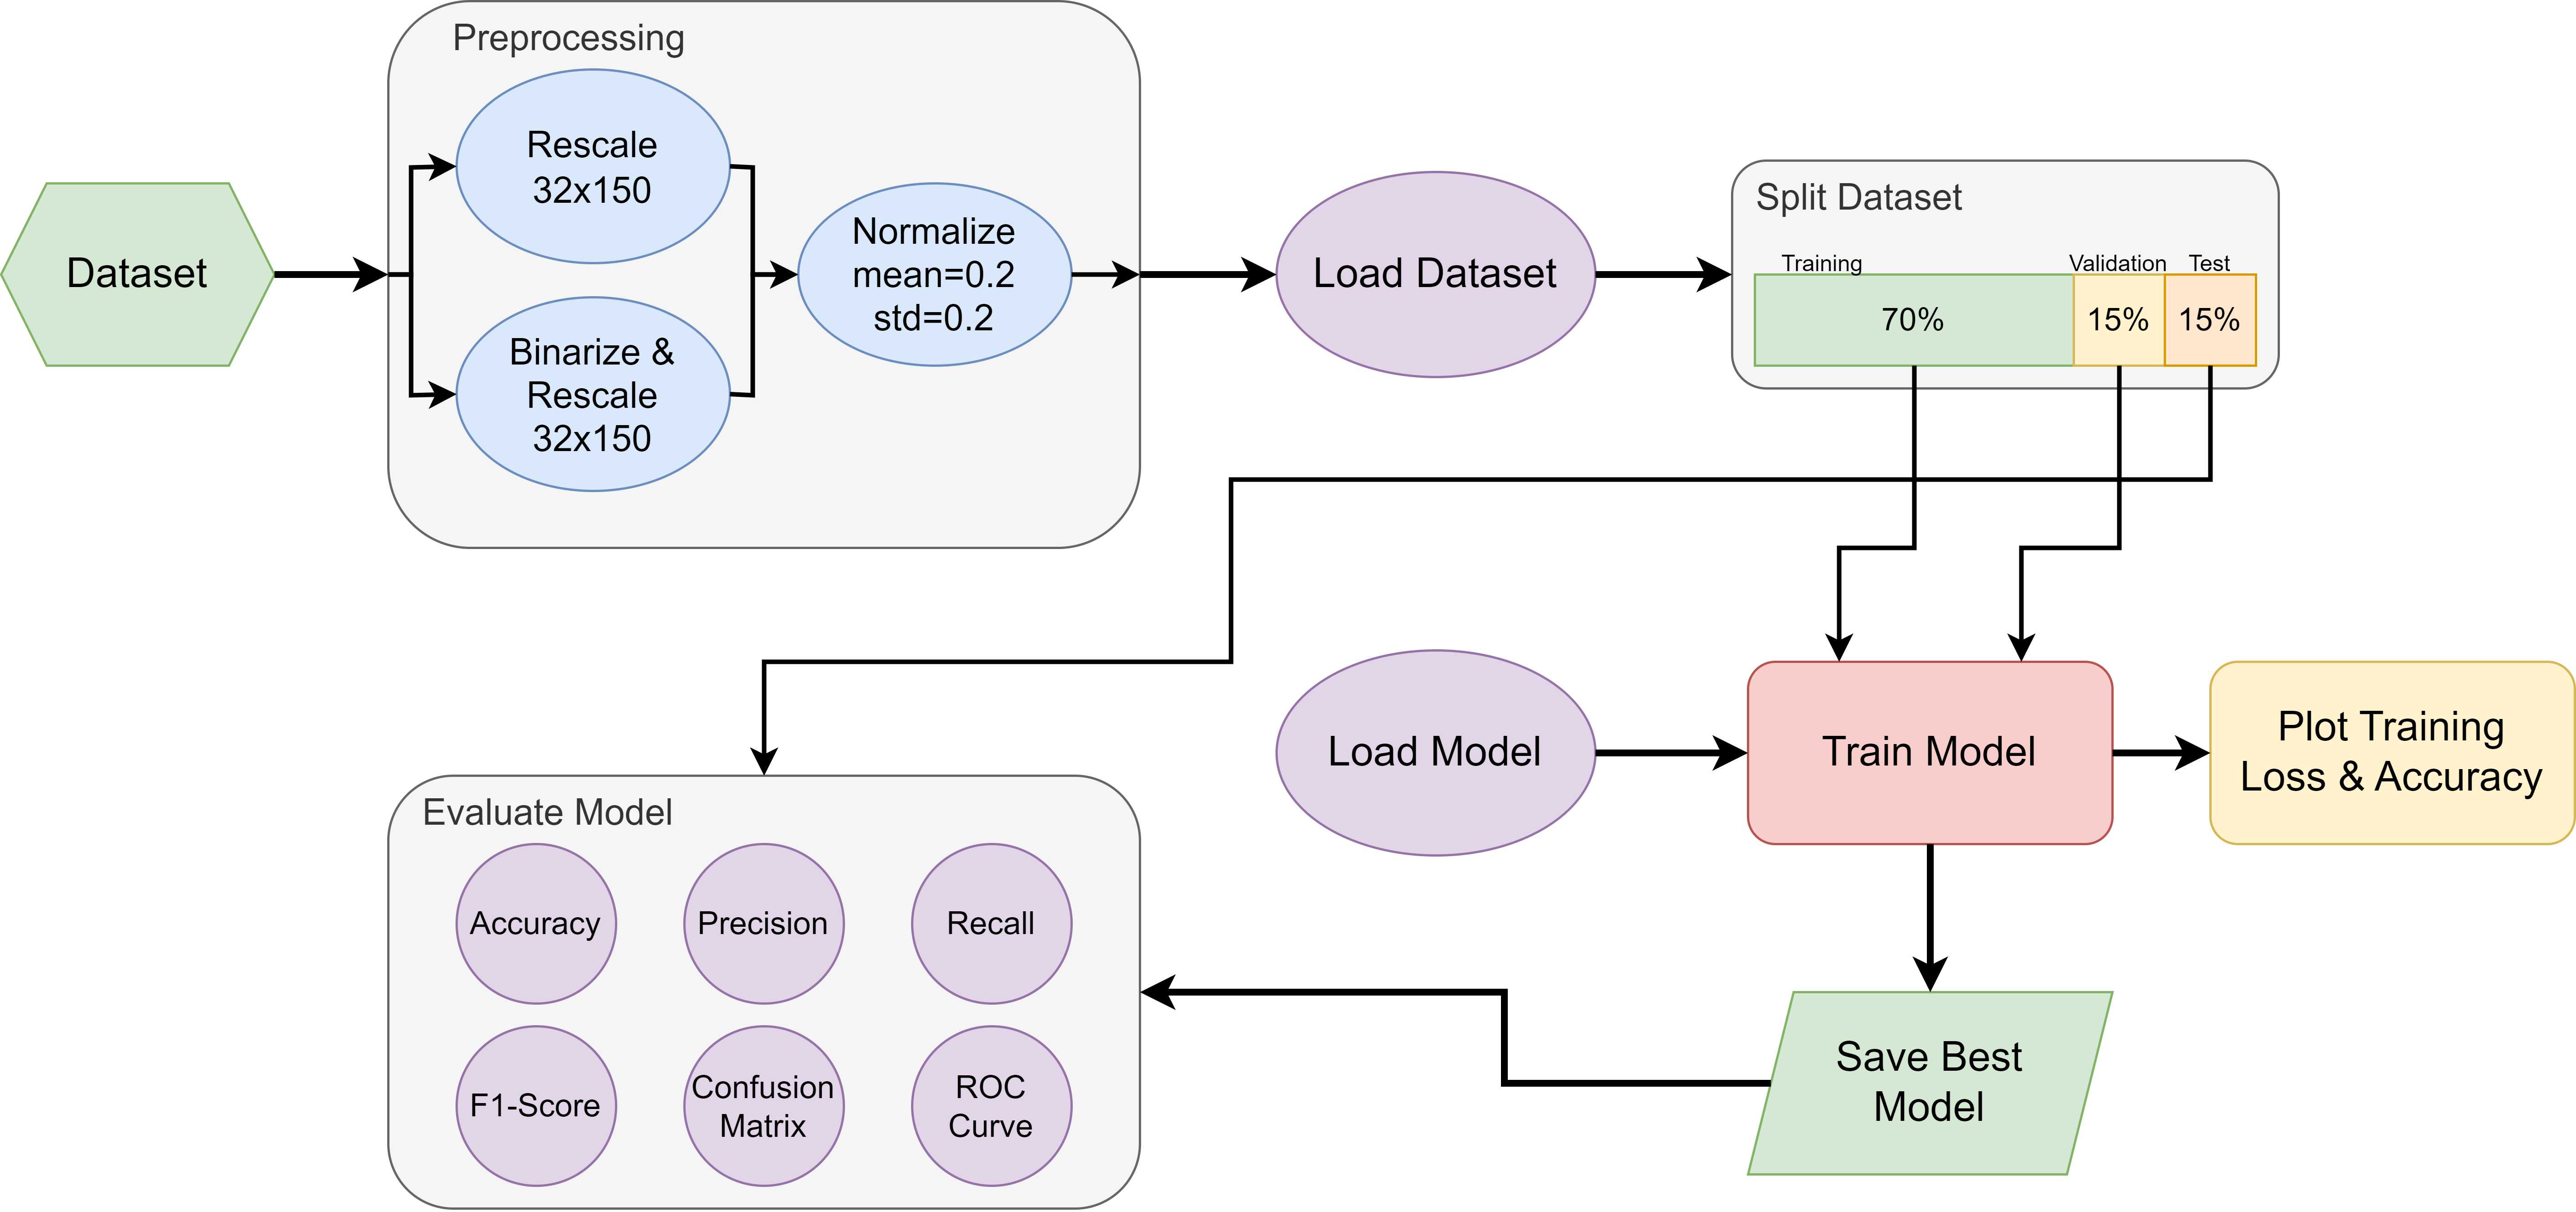 Preprocessing
Rescale
32x150
Binarize &
Rescale
32x150
Normalize
mean=0.2
std=0.2
Dataset
Load Dataset
Split Dataset
Training
Validation
Test
70%
15%
15%
Load Model
Train Model
Plot Training
Loss & Accuracy
Save Best
Model
Evaluate Model
Accuracy
Precision
Recall
F1-Score
Confusion
Matrix
ROC
Curve